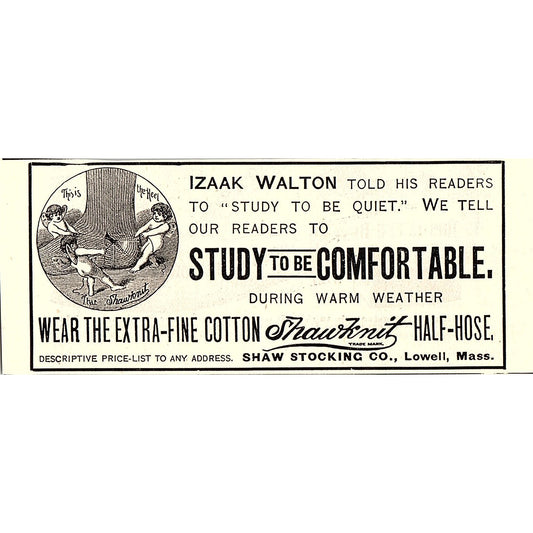 This is the Heel
The Shawknit
IZAAK WALTON TOLD HIS READERS
TO "STUDY TO BE QUIET." WE TELL
OUR READERS TO
STUDY TO BE COMFORTABLE.
DURING WARM WEATHER
WEAR THE EXTRA-FINE COTTON Shawknit HALF-HOSE,
TRADE MARK.
DESCRIPTIVE PRICE-LIST TO ANY ADDRESS. SHAW STOCKING CO., Lowell, Mass.